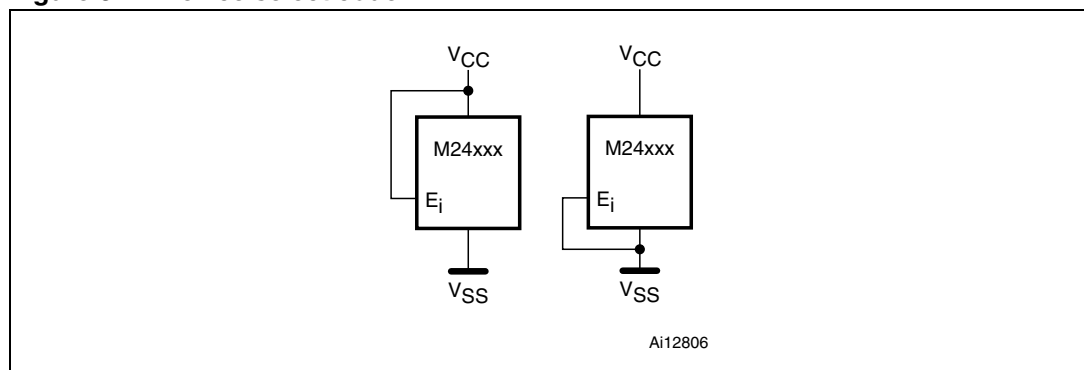 VCC VCC
M24xxx M24xxx
Ei Ei
VSS VSS
Ai12806